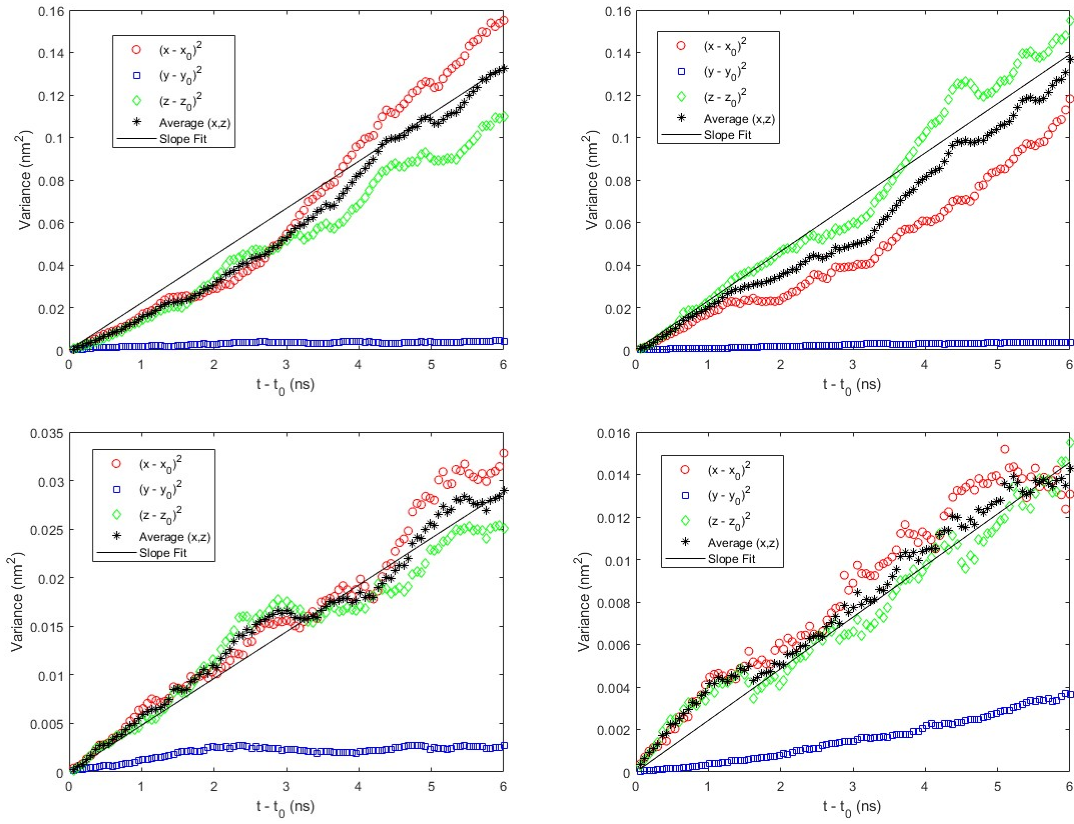 0.16
0.14
0.12
0.1
0.08
0.06
0.04
0.02
0
Variance (nm²)
(x - x₀)²
(y - y₀)²
(z - z₀)²
Average (x,z)
Slope Fit
0 1 2 3 4 5 6
t - t₀ (ns)
0.16
0.14
0.12
0.1
0.08
0.06
0.04
0.02
0
Variance (nm²)
(x - x₀)²
(y - y₀)²
(z - z₀)²
Average (x,z)
Slope Fit
0 1 2 3 4 5 6
t - t₀ (ns)
0.035
0.03
0.025
0.02
0.015
0.01
0.005
0
Variance (nm²)
(x - x₀)²
(y - y₀)²
(z - z₀)²
Average (x,z)
Slope Fit
0 1 2 3 4 5 6
t - t₀ (ns)
0.016
0.014
0.012
0.01
0.008
0.006
0.004
0.002
0
Variance (nm²)
(x - x₀)²
(y - y₀)²
(z - z₀)²
Average (x,z)
Slope Fit
0 1 2 3 4 5 6
t - t₀ (ns)